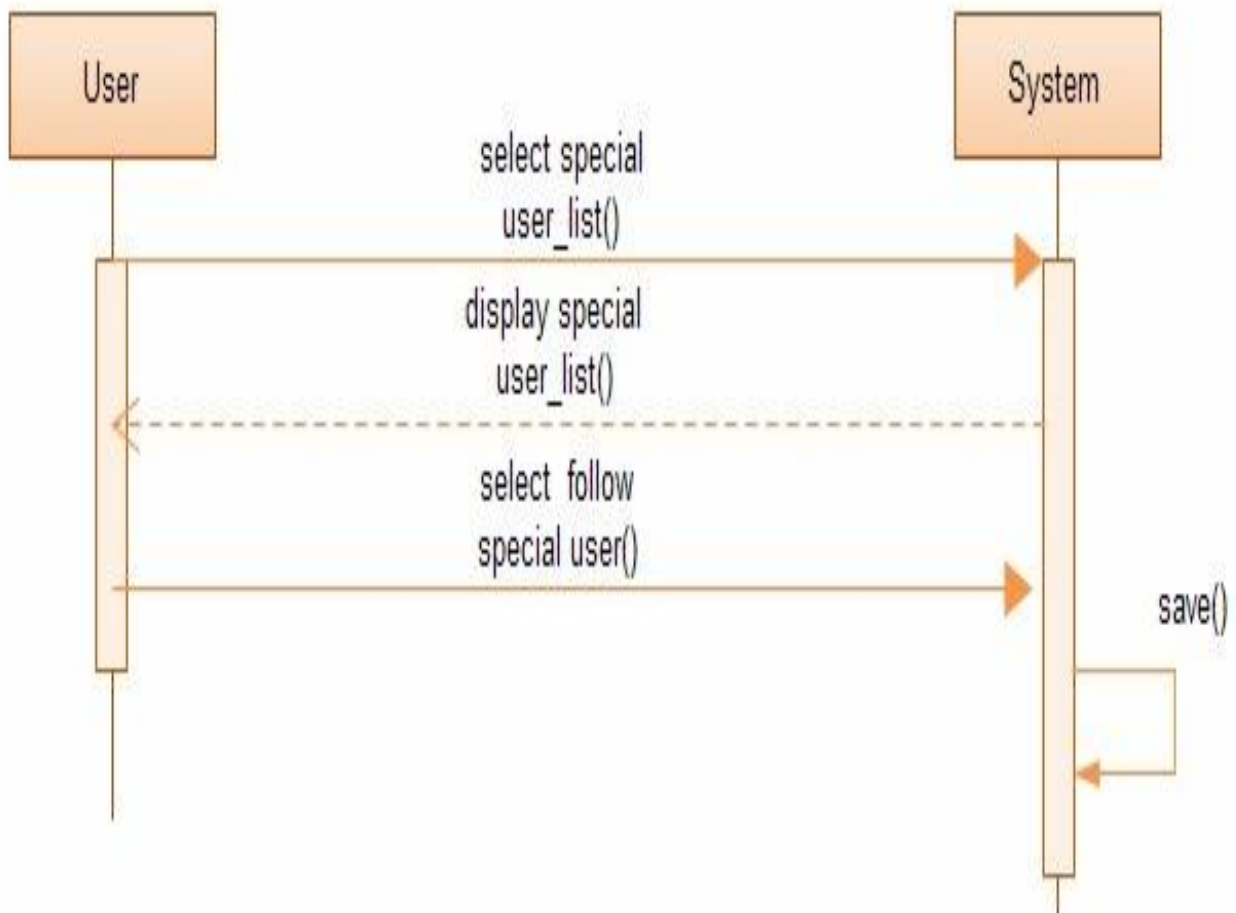 User
System
select special
user_list()
display special
user_list()
select follow
special user()
save()